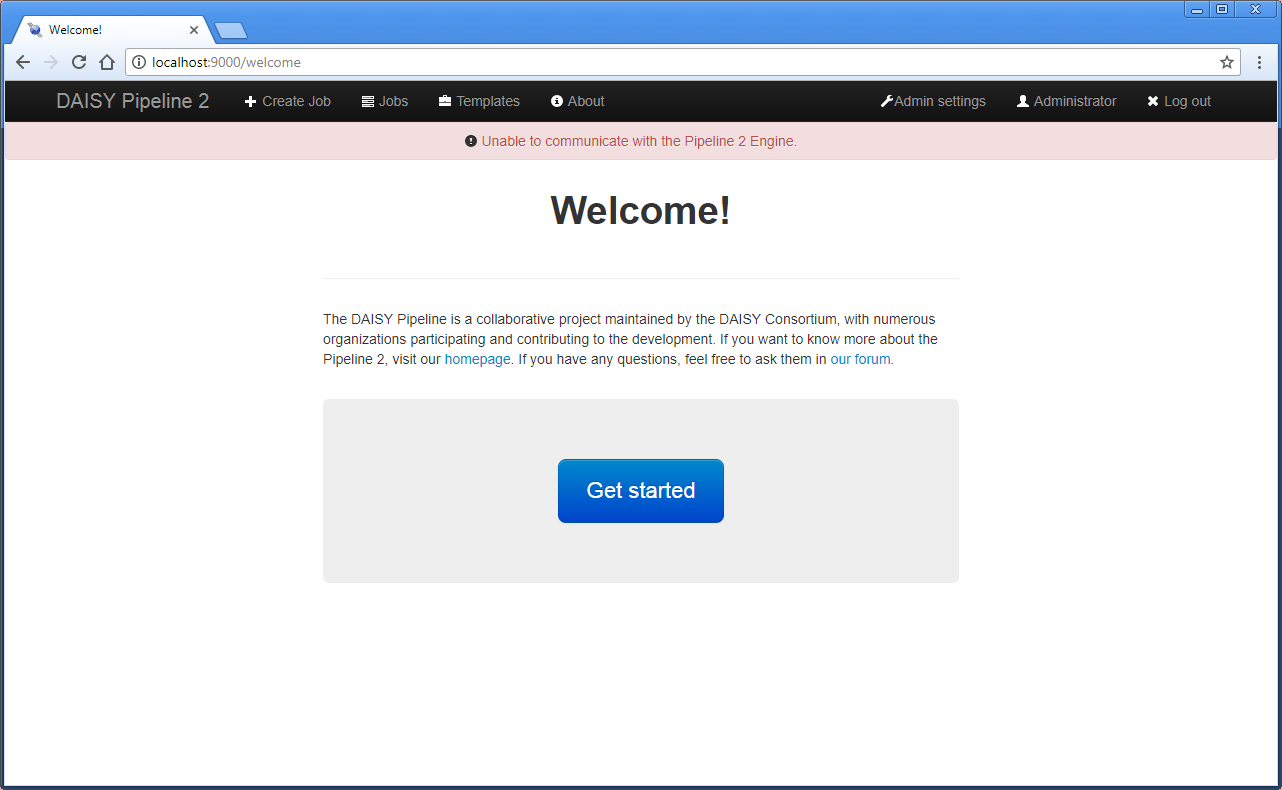 Welcome!
localhost:9000/welcome
DAISY Pipeline 2 Create Job Jobs Templates About Admin settings Administrator Log out
Unable to communicate with the Pipeline 2 Engine.
Welcome!
The DAISY Pipeline is a collaborative project maintained by the DAISY Consortium, with numerous
organizations participating and contributing to the development. If you want to know more about the
Pipeline 2, visit our homepage. If you have any questions, feel free to ask them in our forum.
Get started